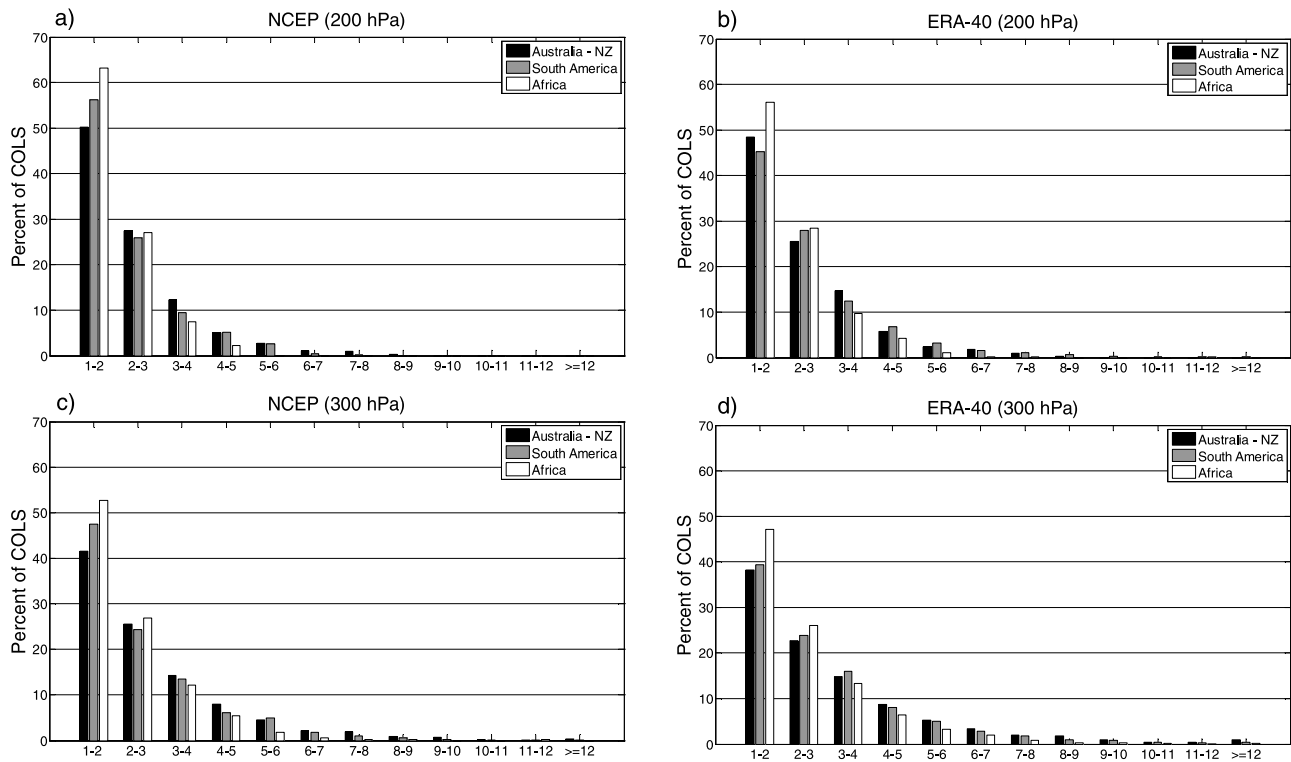 a) NCEP (200 hPa)
Percent of COLS
70
60
50
40
30
20
10
0
Australia - NZ
South America
Africa
1-2 2-3 3-4 4-5 5-6 6-7 7-8 8-9 9-10 10-11 11-12 >=12
b) ERA-40 (200 hPa)
Percent of COLS
70
60
50
40
30
20
10
0
Australia - NZ
South America
Africa
1-2 2-3 3-4 4-5 5-6 6-7 7-8 8-9 9-10 10-11 11-12 >=12
c) NCEP (300 hPa)
Percent of COLS
70
60
50
40
30
20
10
0
Australia - NZ
South America
Africa
1-2 2-3 3-4 4-5 5-6 6-7 7-8 8-9 9-10 10-11 11-12 >=12
d) ERA-40 (300 hPa)
Percent of COLS
70
60
50
40
30
20
10
0
Australia - NZ
South America
Africa
1-2 2-3 3-4 4-5 5-6 6-7 7-8 8-9 9-10 10-11 11-12 >=12